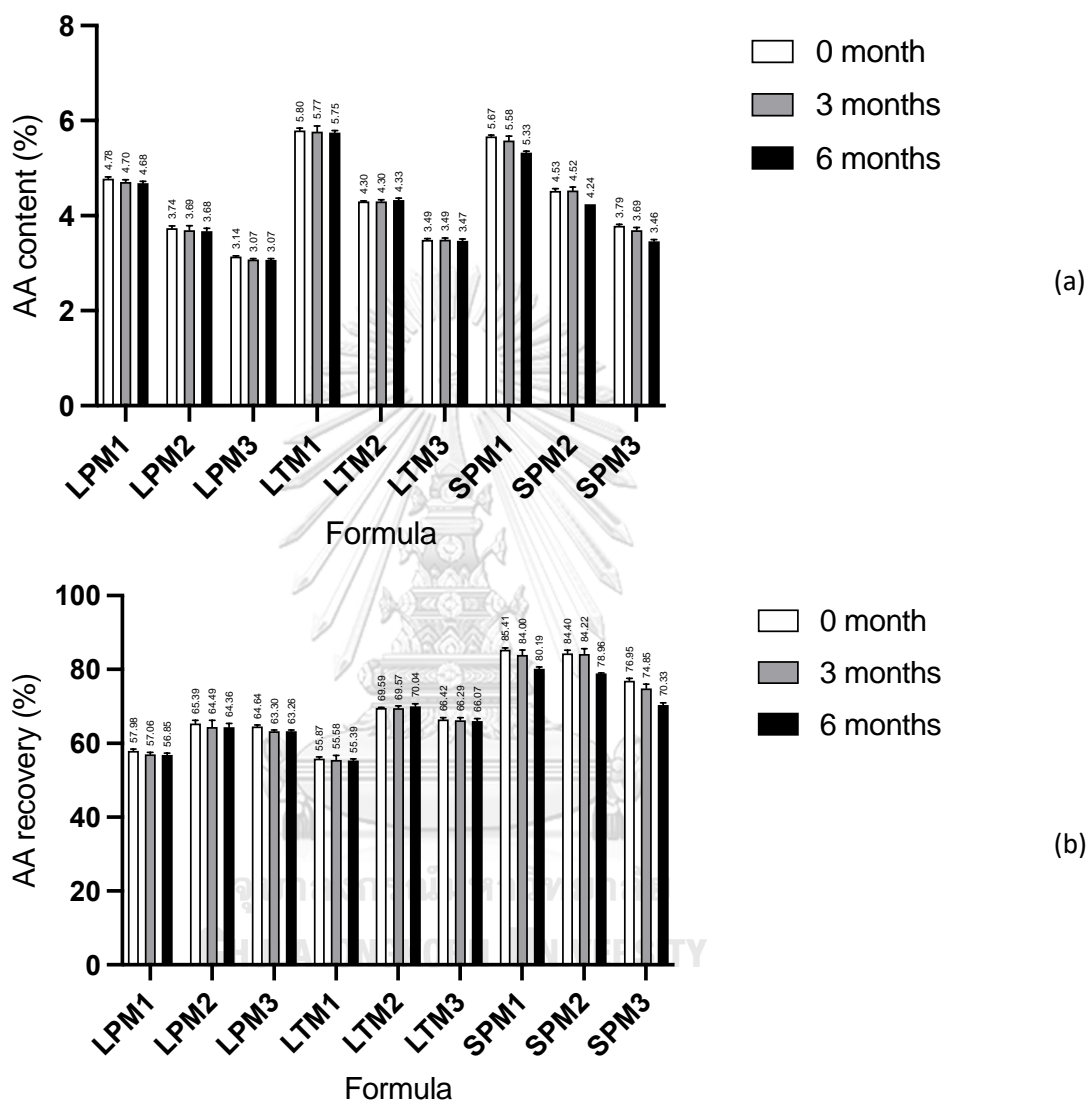 8
6
4
2
0
AA content (%)
4.78 4.70 4.68 3.74 3.69 3.68 3.14 3.07 3.07 5.80 5.77 5.75 4.30 4.30 4.33 3.49 3.49 3.47 5.67 5.58 5.33 4.53 4.52 4.24 3.79 3.69 3.46
0 month
3 months
6 months
(a)
LPM1 LPM2 LPM3 LTM1 LTM2 LTM3 SPM1 SPM2 SPM3
Formula
100
80
60
40
20
0
AA recovery (%)
57.98 57.06 56.85 65.39 64.49 64.36 64.64 63.30 63.26 55.87 55.58 55.39 69.59 69.57 70.04 66.42 66.29 66.07 85.41 84.00 80.19 84.40 84.22 78.96 76.95 74.85 70.33
0 month
3 months
6 months
(b)
LPM1 LPM2 LPM3 LTM1 LTM2 LTM3 SPM1 SPM2 SPM3
Formula